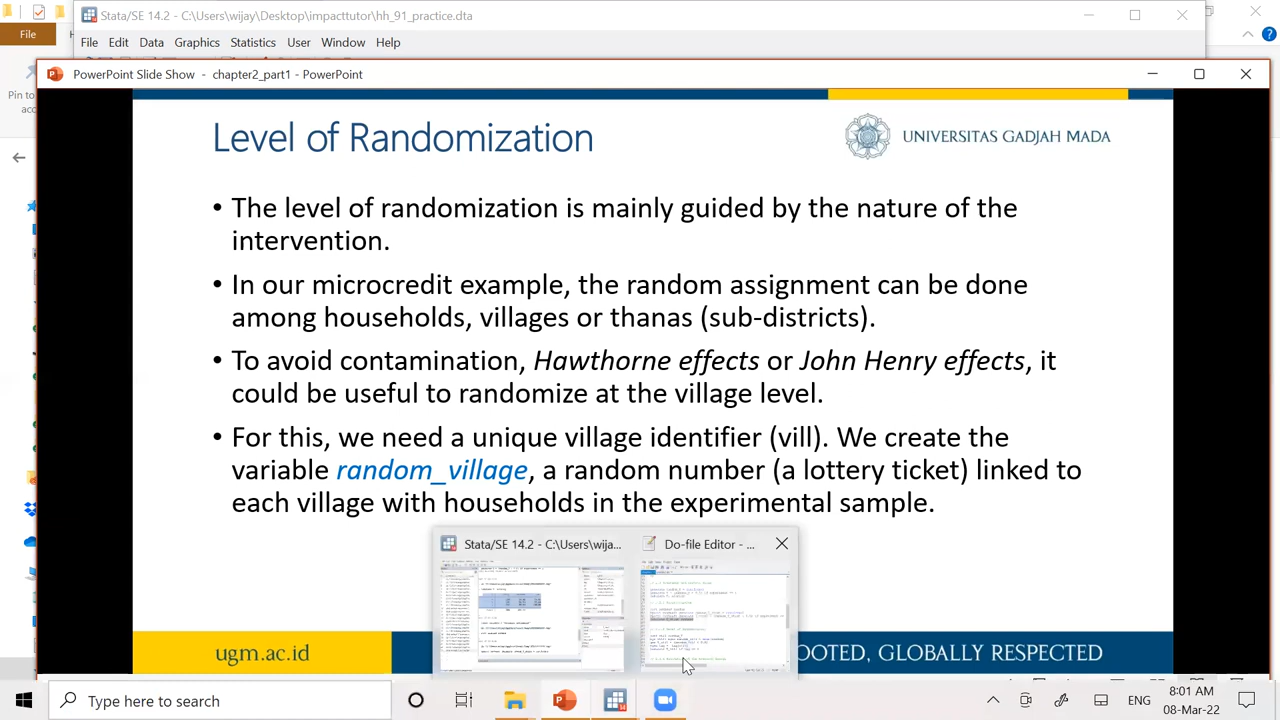 Stata/SE 14.2 - C:\Users\wijay\Desktop\impacttutor\hh_91_practice.dta
File
File Edit Data Graphics Statistics User Window Help
PowerPoint Slide Show - chapter2_part1 - PowerPoint
Pin to
Level of Randomization
UNIVERSITAS GADJAH MADA
• The level of randomization is mainly guided by the nature of the
intervention.
• In our microcredit example, the random assignment can be done
among households, villages or thanas (sub-districts).
• To avoid contamination, Hawthorne effects or John Henry effects, it
could be useful to randomize at the village level.
• For this, we need a unique village identifier (vill). We create the
variable random_village, a random number (a lottery ticket) linked to
each village with households in the experimental sample.
Stata/SE 14.2 - C:\Users\wija...
Do-file Editor - ...
ugm.ac.id
OOTED, GLOBALLY RESPECTED
Type here to search
ENG
8:01 AM
08-Mar-22